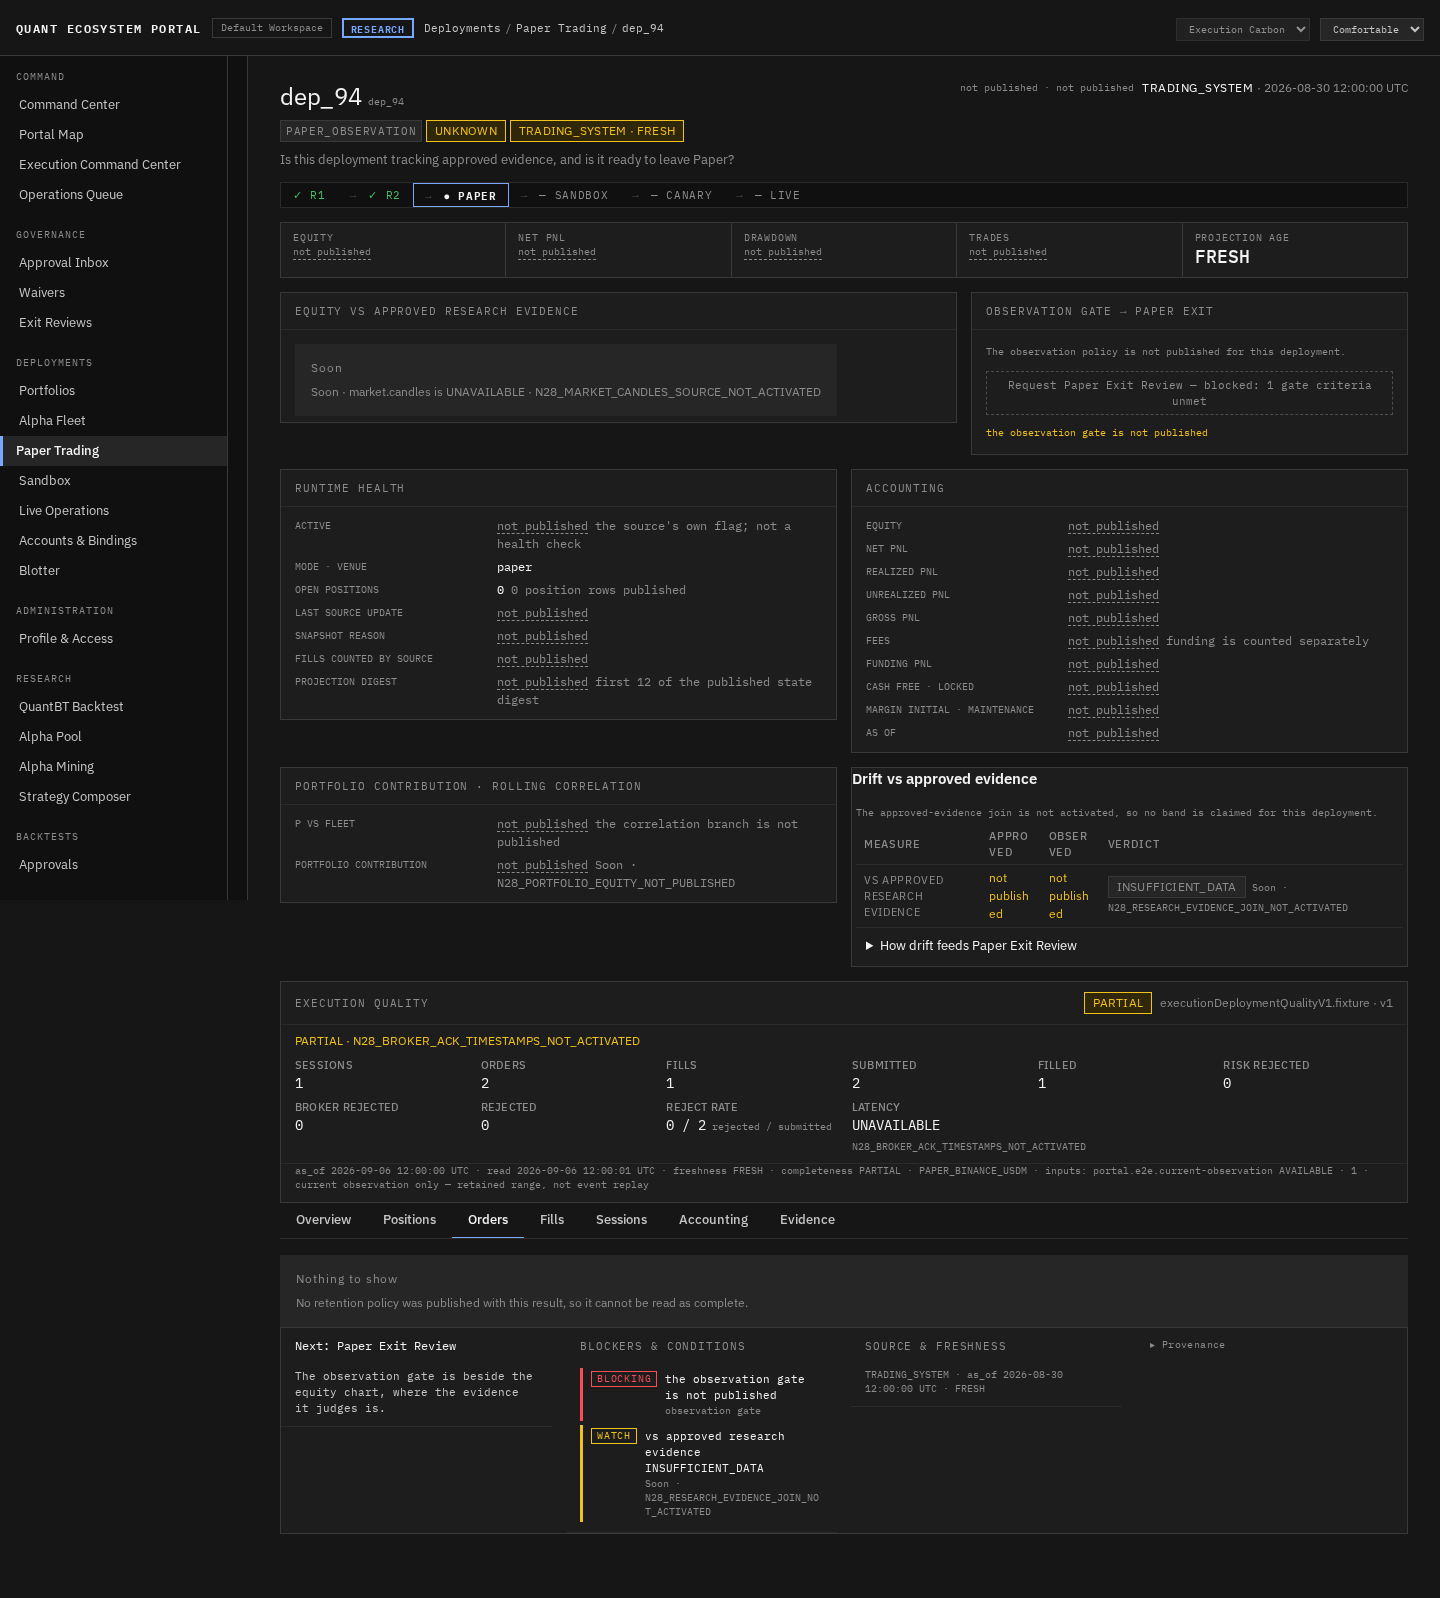 QUANT ECOSYSTEM PORTAL
Default Workspace
RESEARCH
Deployments / Paper Trading / dep_94
Execution Carbon
Comfortable
COMMAND
Command Center
Portal Map
Execution Command Center
Operations Queue
GOVERNANCE
Approval Inbox
Waivers
Exit Reviews
DEPLOYMENTS
Portfolios
Alpha Fleet
Paper Trading
Sandbox
Live Operations
Accounts & Bindings
Blotter
ADMINISTRATION
Profile & Access
RESEARCH
QuantBT Backtest
Alpha Pool
Alpha Mining
Strategy Composer
BACKTESTS
Approvals
dep_94 dep_94
not published · not published TRADING_SYSTEM · 2026-08-30 12:00:00 UTC
PAPER_OBSERVATION
UNKNOWN
TRADING_SYSTEM · FRESH
Is this deployment tracking approved evidence, and is it ready to leave Paper?
✓ R1 → ✓ R2 → ● PAPER → — SANDBOX → — CANARY → — LIVE
EQUITY
not published
NET PNL
not published
DRAWDOWN
not published
TRADES
not published
PROJECTION AGE
FRESH
EQUITY VS APPROVED RESEARCH EVIDENCE
Soon
Soon · market.candles is UNAVAILABLE · N28_MARKET_CANDLES_SOURCE_NOT_ACTIVATED
OBSERVATION GATE → PAPER EXIT
The observation policy is not published for this deployment.
Request Paper Exit Review — blocked: 1 gate criteria
unmet
the observation gate is not published
RUNTIME HEALTH
ACTIVE
not published the source's own flag; not a
health check
MODE · VENUE
paper
OPEN POSITIONS
0 0 position rows published
LAST SOURCE UPDATE
not published
SNAPSHOT REASON
not published
FILLS COUNTED BY SOURCE
not published
PROJECTION DIGEST
not published first 12 of the published state
digest
ACCOUNTING
EQUITY
not published
NET PNL
not published
REALIZED PNL
not published
UNREALIZED PNL
not published
GROSS PNL
not published
FEES
not published funding is counted separately
FUNDING PNL
not published
CASH FREE · LOCKED
not published
MARGIN INITIAL · MAINTENANCE
not published
AS OF
not published
PORTFOLIO CONTRIBUTION · ROLLING CORRELATION
Ρ VS FLEET
not published the correlation branch is not
published
PORTFOLIO CONTRIBUTION
not published Soon ·
N28_PORTFOLIO_EQUITY_NOT_PUBLISHED
Drift vs approved evidence
The approved-evidence join is not activated, so no band is claimed for this deployment.
MEASURE
APPRO
VED
OBSER
VED
VERDICT
VS APPROVED
RESEARCH
EVIDENCE
not
publish
ed
not
publish
ed
INSUFFICIENT_DATA Soon ·
N28_RESEARCH_EVIDENCE_JOIN_NOT_ACTIVATED
▶ How drift feeds Paper Exit Review
EXECUTION QUALITY
PARTIAL
executionDeploymentQualityV1.fixture · v1
PARTIAL · N28_BROKER_ACK_TIMESTAMPS_NOT_ACTIVATED
SESSIONS
1
ORDERS
2
FILLS
1
SUBMITTED
2
FILLED
1
RISK REJECTED
0
BROKER REJECTED
0
REJECTED
0
REJECT RATE
0 / 2 rejected / submitted
LATENCY
UNAVAILABLE
N28_BROKER_ACK_TIMESTAMPS_NOT_ACTIVATED
as_of 2026-09-06 12:00:00 UTC · read 2026-09-06 12:00:01 UTC · freshness FRESH · completeness PARTIAL · PAPER_BINANCE_USDM · inputs: portal.e2e.current-observation AVAILABLE · 1 ·
current observation only — retained range, not event replay
Overview
Positions
Orders
Fills
Sessions
Accounting
Evidence
Nothing to show
No retention policy was published with this result, so it cannot be read as complete.
Next: Paper Exit Review
The observation gate is beside the
equity chart, where the evidence
it judges is.
BLOCKERS & CONDITIONS
BLOCKING
the observation gate
is not published
observation gate
WATCH
vs approved research
evidence
INSUFFICIENT_DATA
Soon ·
N28_RESEARCH_EVIDENCE_JOIN_NO
T_ACTIVATED
SOURCE & FRESHNESS
TRADING_SYSTEM · as_of 2026-08-30
12:00:00 UTC · FRESH
▸ Provenance